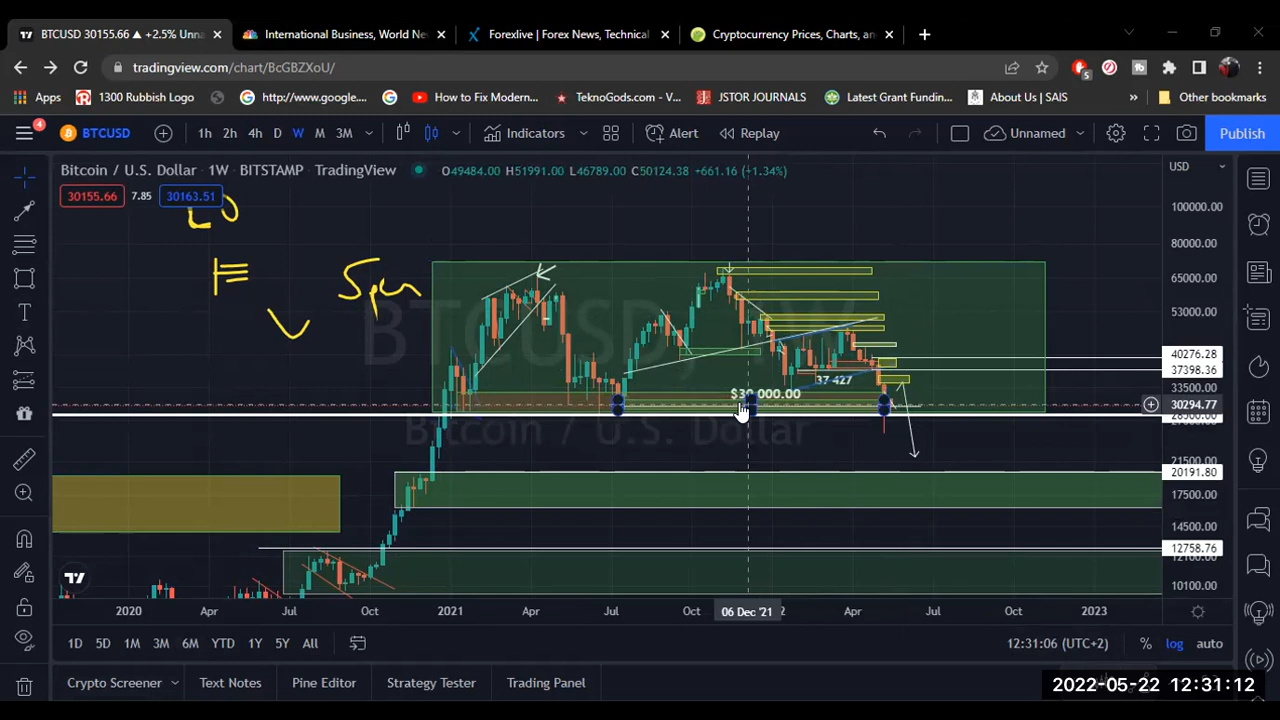 BTCUSD 30155.66 ▲ +2.5% Unna
International Business, World Ne
Forexlive | Forex News, Technical
Cryptocurrency Prices, Charts, an
tradingview.com/chart/BcGBZXoU/
5
Apps
1300 Rubbish Logo
http://www.google....
How to Fix Modern...
TeknoGods.com - V...
JSTOR JOURNALS
Latest Grant Fundin...
About Us | SAIS
»
Other bookmarks
4
BTCUSD
1h 2h 4h D W M 3M
Indicators
Alert
Replay
Unnamed
Publish
Bitcoin / U.S. Dollar 1W BITSTAMP TradingView
O49484.00 H51991.00 L46789.00 C50124.38 +661.16 (+1.34%)
USD
30155.66 7.85 30163.51
100000.00
80000.00
65000.00
53000.00
40276.28
37398.36
33500.00
30294.77
21500.00
20191.80
17500.00
14500.00
12758.76
10100.00
BTCUSD, 1W
Bitcoin / U.S. Dollar
37 427
$30 000.00
2020 Apr Jul Oct 2021 Apr Jul Oct 06 Dec '21 2 Apr Jul Oct 2023
1D 5D 1M 3M 6M YTD 1Y 5Y All
12:31:06 (UTC+2)
% log auto
Crypto Screener
Text Notes
Pine Editor
Strategy Tester
Trading Panel
2022-05-22 12:31:12